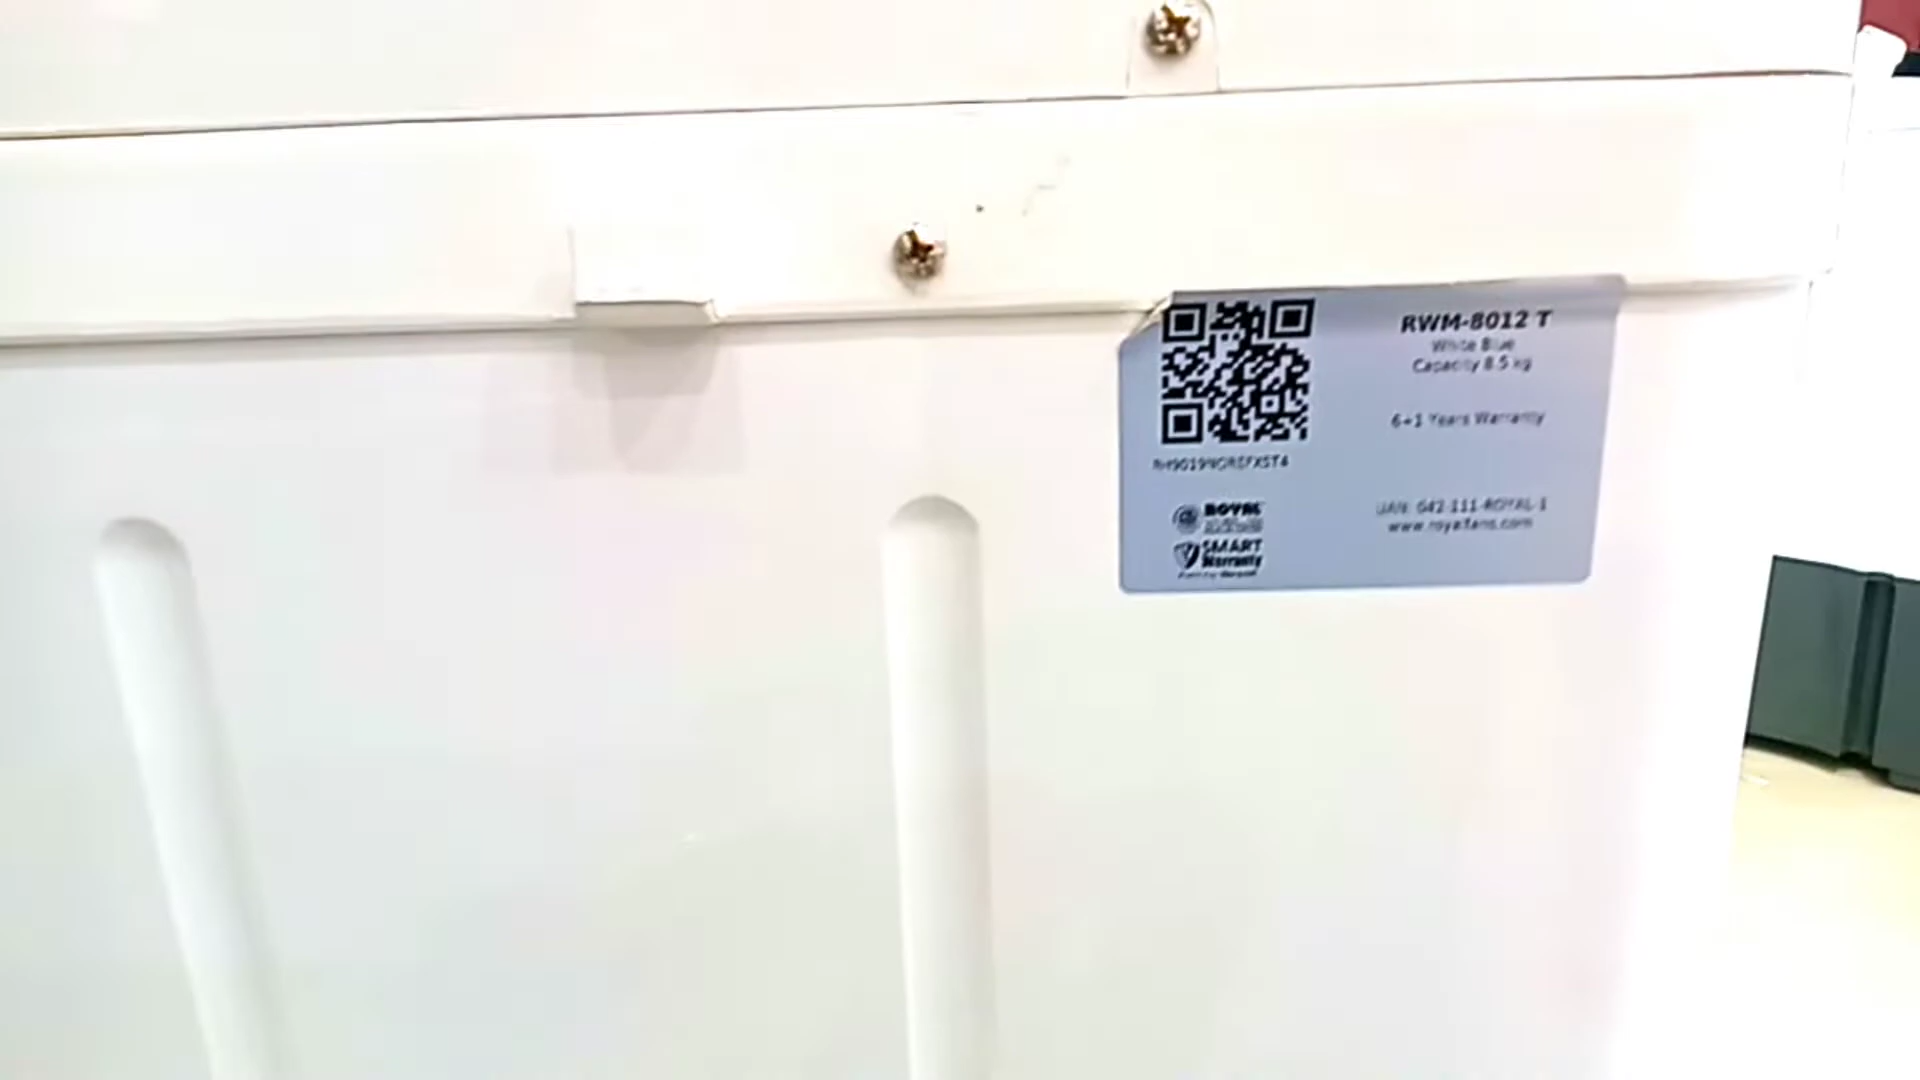 RWM-8012 T
White Blue
Capacity 8.5 kg
6+1 Years Warranty
ROYAL
SMART
Warranty
UAN: 042-111-ROYAL-1
www.royalfans.com